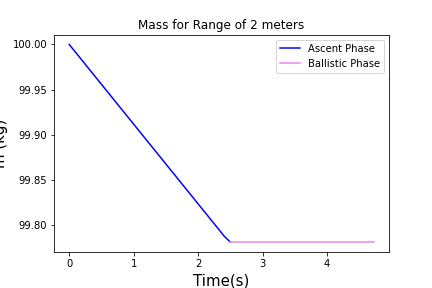 Mass for Range of 2 meters
100.00
99.95
99.90
99.85
99.80
(kg)
Ascent Phase
Ballistic Phase
0 1 2 3 4
Time(s)